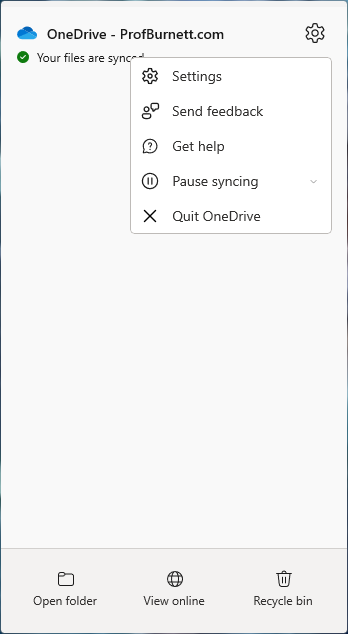 OneDrive - ProfBurnett.com
Your files are synced
Settings
Send feedback
Get help
Pause syncing
Quit OneDrive
Open folder
View online
Recycle bin